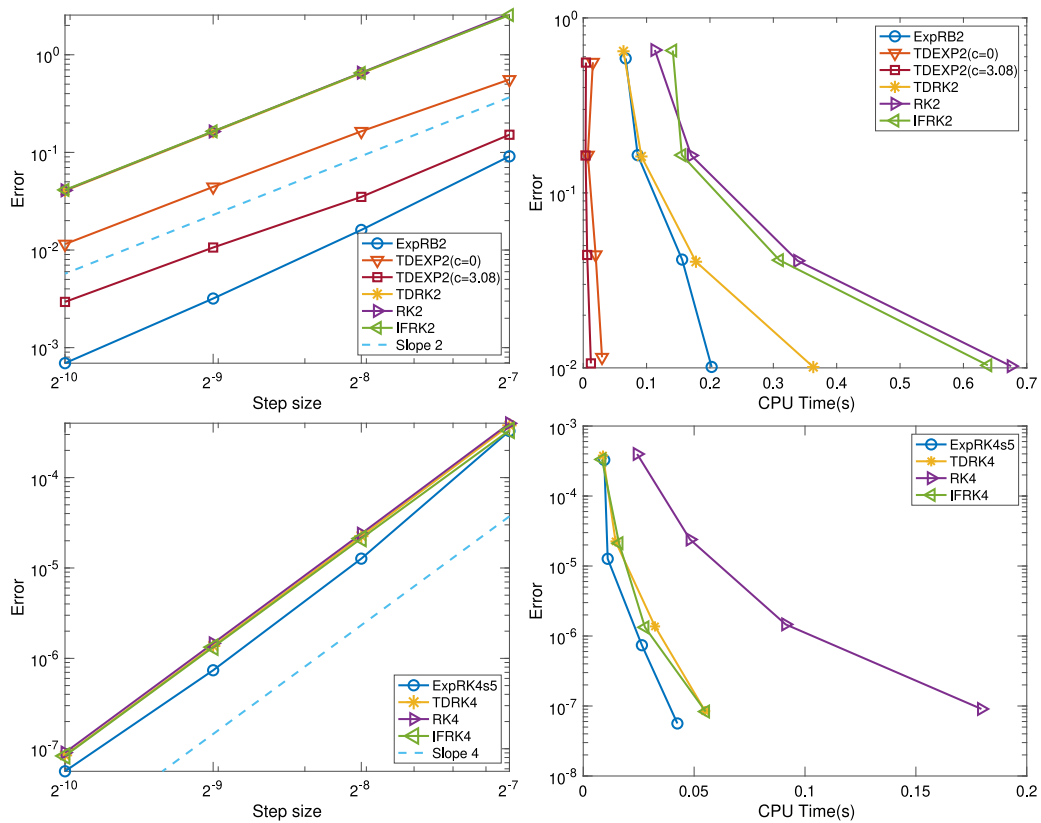 10^0
10^-1
10^-2
10^-3
Error
2^-10
2^-9
2^-8
2^-7
Step size
ExpRB2
TDEXP2(c=0)
TDEXP2(c=3.08)
TDRK2
RK2
IFRK2
Slope 2
10^0
10^-1
10^-2
Error
0
0.1
0.2
0.3
0.4
0.5
0.6
0.7
CPU Time(s)
ExpRB2
TDEXP2(c=0)
TDEXP2(c=3.08)
TDRK2
RK2
IFRK2
10^-4
10^-5
10^-6
10^-7
Error
2^-10
2^-9
2^-8
2^-7
Step size
ExpRK4s5
TDRK4
RK4
IFRK4
Slope 4
10^-3
10^-4
10^-5
10^-6
10^-7
10^-8
Error
0
0.05
0.1
0.15
0.2
CPU Time(s)
ExpRK4s5
TDRK4
RK4
IFRK4